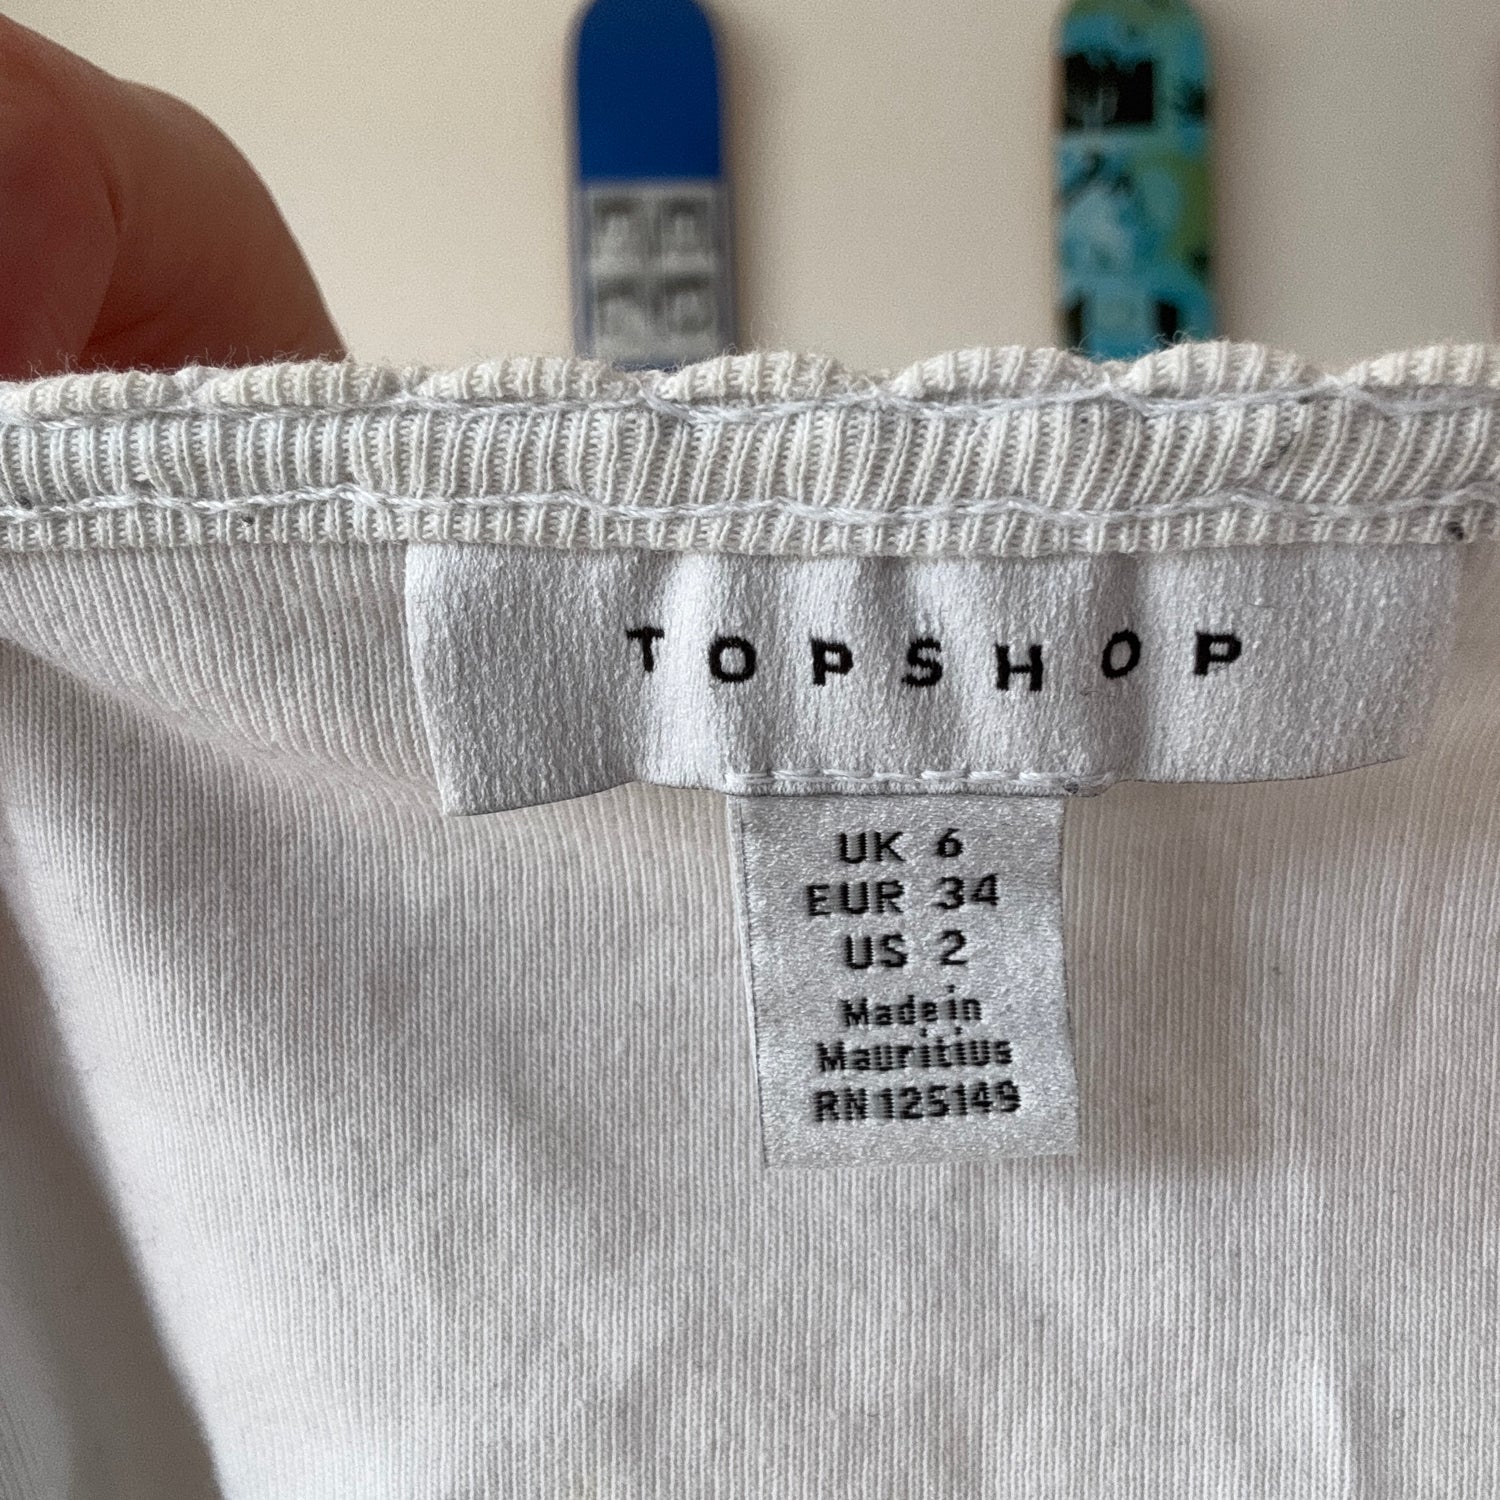 TOPSHOP
UK 6
EUR 34
US 2
Made in
Mauritius
RN125149